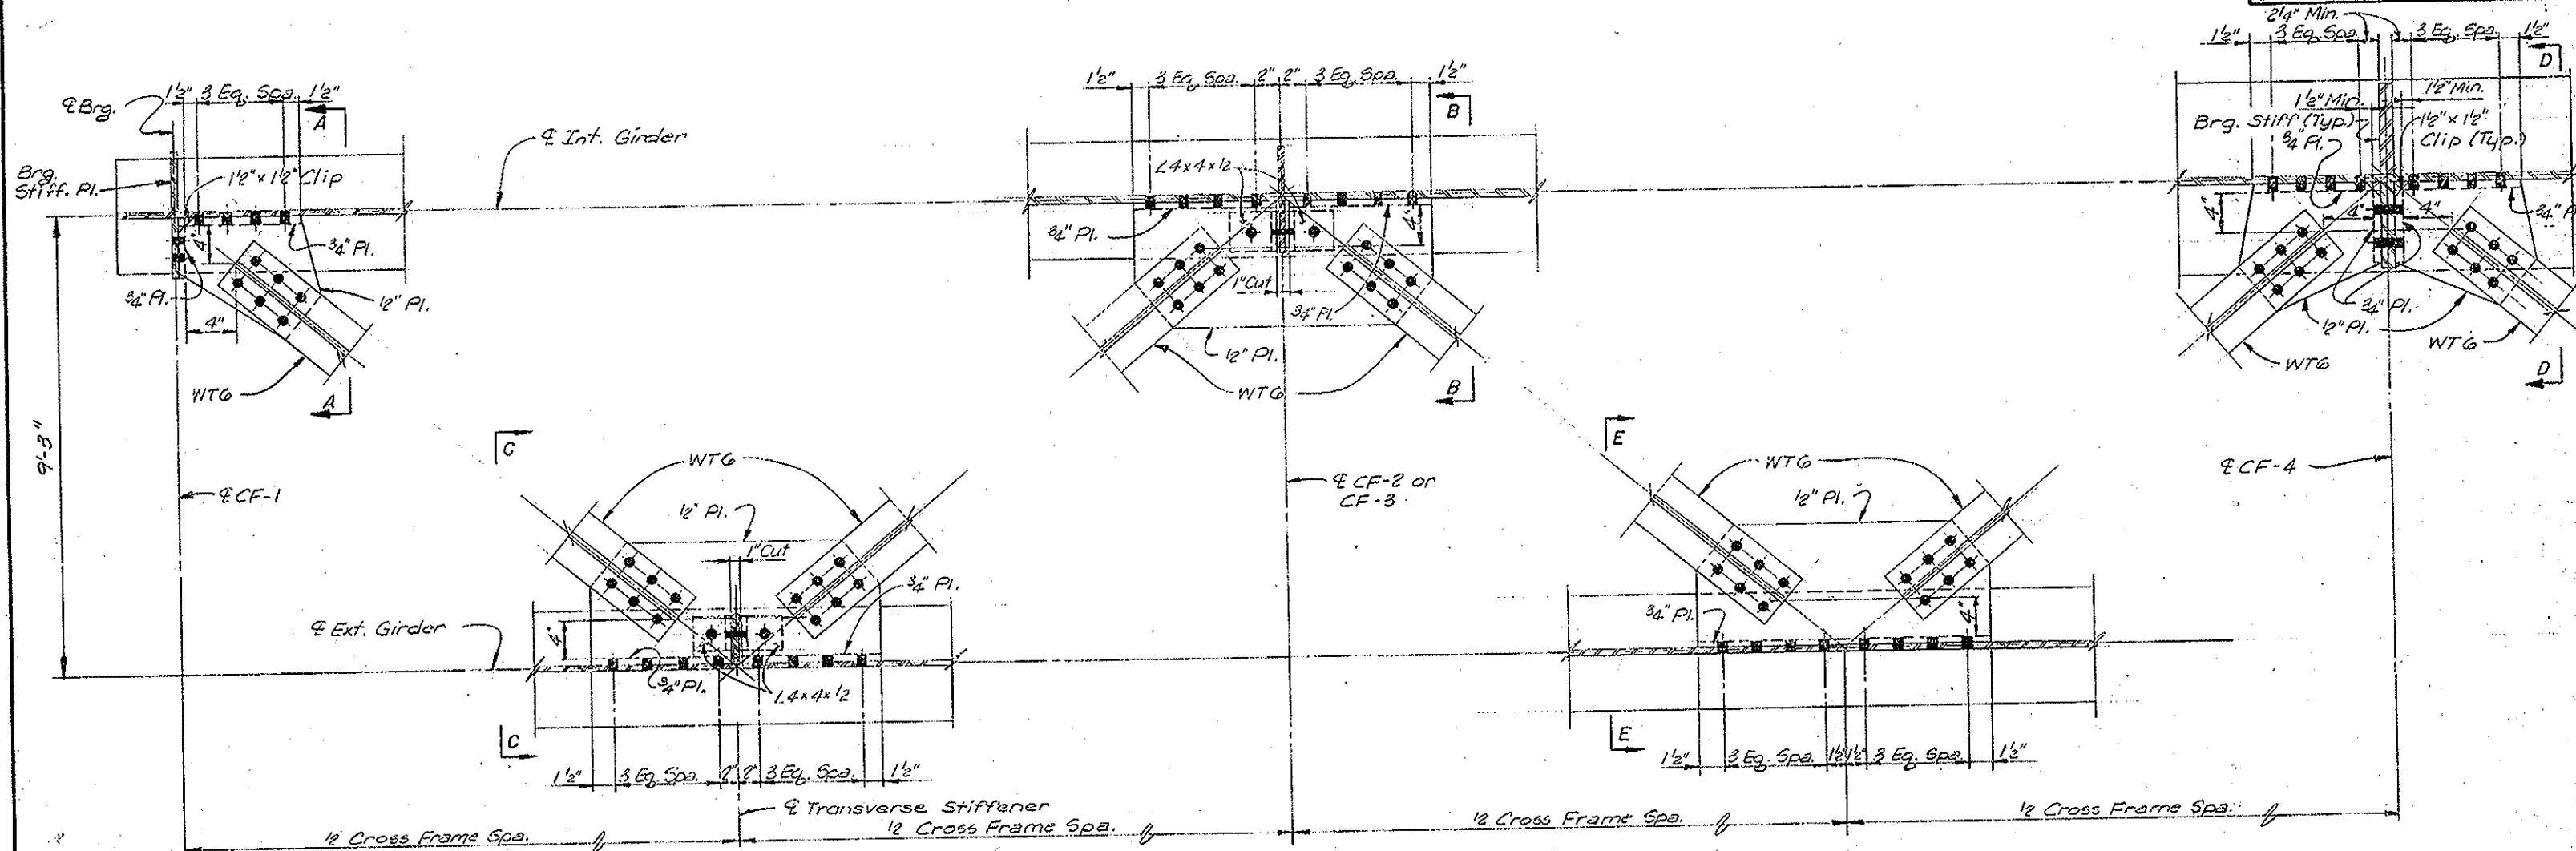 2¼" Min.
1½" 3 Eq. Spa. 3 Eq. Spa. 1½"
D
1½" 3 Eq. Spa. 2" 2" 3 Eq. Spa. 1½"
B
1½" 3 Eq. Spa. 1½"
A
℄ Brg.
℄ Int. Girder
1½" Min.
1½" Min.
Brg. Stiff (Typ.)
¾" Pl.
1½" x 1½"
Clip (Typ.)
Brg.
Stiff. Pl.
1½" x 1½" Clip
L4x4x½
4"
¾" Pl.
¾" Pl.
4"
½" Pl.
4"
WT6
A
¾" Pl.
4"
1" Cut
¾" Pl.
½" Pl.
WT6
B
4"
4"
4"
¾" Pl.
½" Pl.
WT6
WT6
D
9'-3"
℄ CF-1
C
WT6
½" Pl.
1" Cut
¾" Pl.
4"
¾" Pl.
L4x4x½
℄ Ext. Girder
C
1½" 3 Eq. Spa. 2" 2" 3 Eq. Spa. 1½"
℄ Transverse Stiffener
℄ CF-2 or
CF-3
E
WT6
½" Pl.
¾" Pl.
4"
E
1½" 3 Eq. Spa. 1½" 1½" 3 Eq. Spa. 1½"
℄ CF-4
½ Cross Frame Spa.
½ Cross Frame Spa.
½ Cross Frame Spa.
½ Cross Frame Spa.